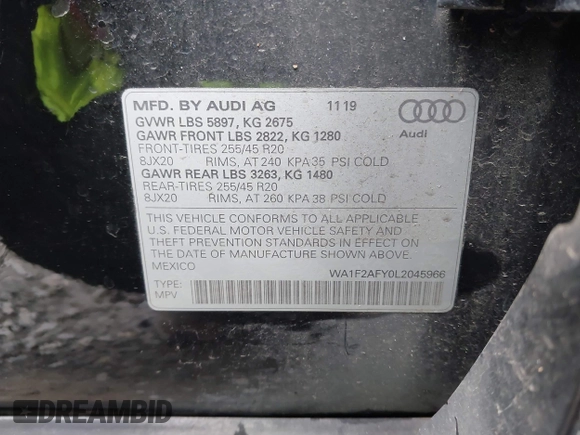 MFD. BY AUDI AG 11 19
GVWR LBS 5897, KG 2675
GAWR FRONT LBS 2822, KG 1280
Audi
FRONT-TIRES 255/45 R20
8JX20 RIMS, AT 240 KPA 35 PSI COLD
GAWR REAR LBS 3263, KG 1480
REAR-TIRES 255/45 R20
8JX20 RIMS, AT 260 KPA 38 PSI COLD
THIS VEHICLE CONFORMS TO ALL APPLICABLE
U.S. FEDERAL MOTOR VEHICLE SAFETY AND
THEFT PREVENTION STANDARDS IN EFFECT ON
THE DATE OF MANUFACTURE SHOWN ABOVE.
MEXICO WA1F2AFY0L2045966
TYPE:
MPV
DREAMBID